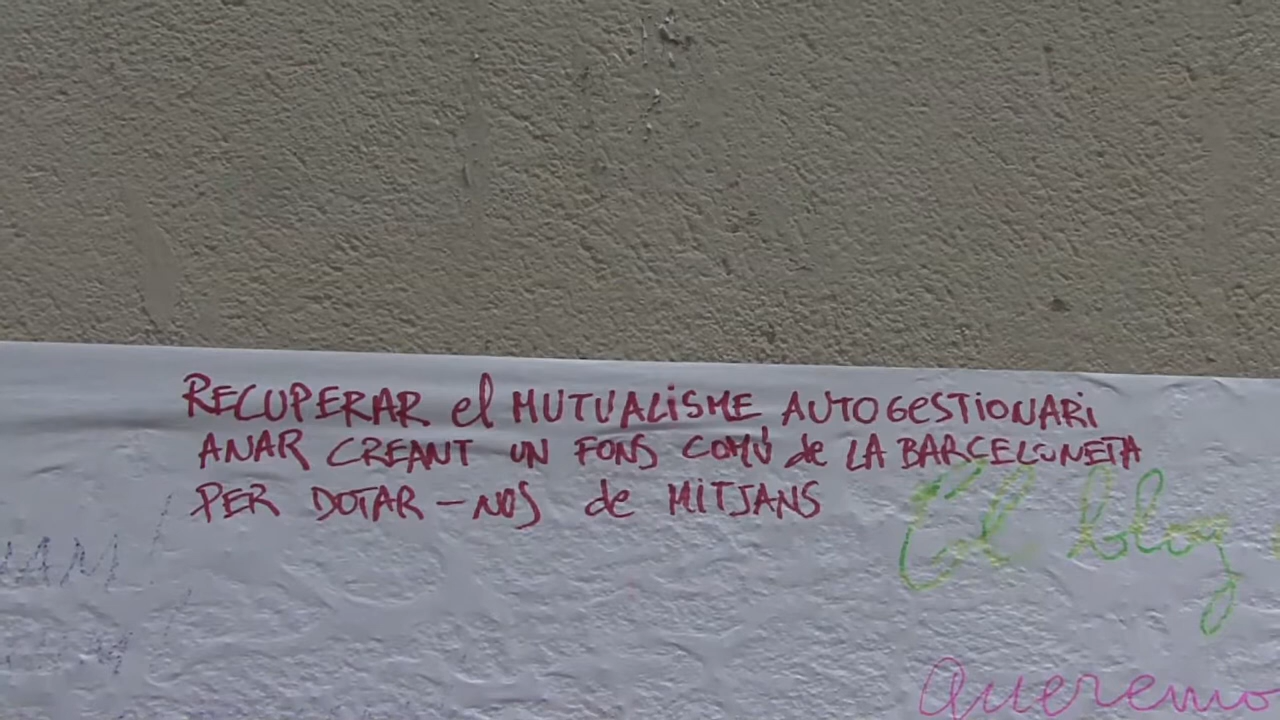 RECUPERAR el MUTUALiSME AUTOGeSTiONARi
ANAR CREANT UN FONS COMÚ de LA BARCELONETA
PER DOTAR-NOS de MiTJANS
El blog
Queremo